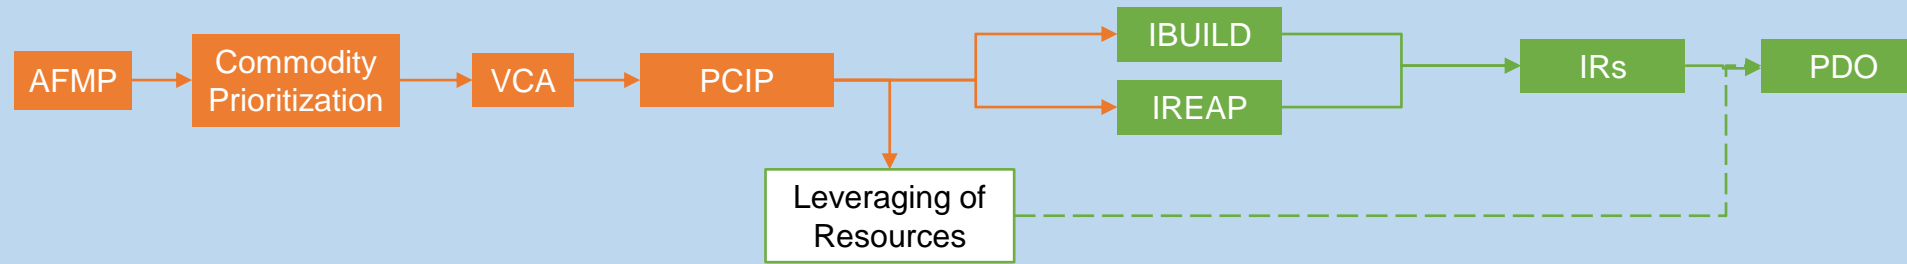 AFMP
Commodity
Prioritization
VCA
PCIP
IBUILD
IREAP
IRs
PDO
Leveraging of
Resources